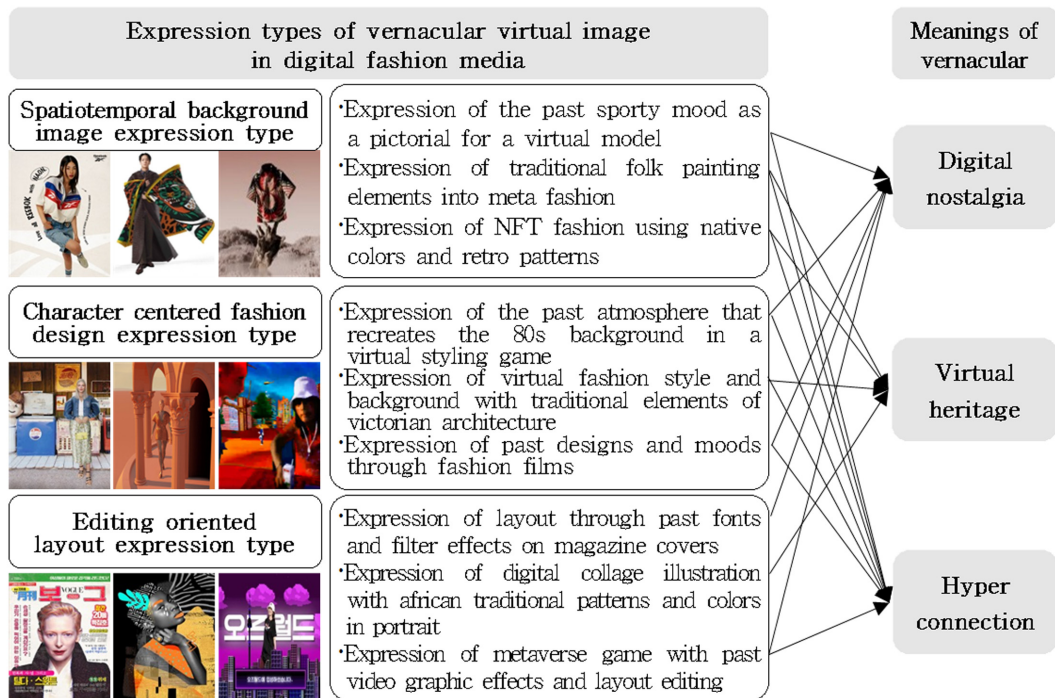 Expression types of vernacular virtual image
in digital fashion media
Meanings of
vernacular
Spatiotemporal background
image expression type
·Expression of the past sporty mood as
a pictorial for a virtual model
·Expression of traditional folk painting
elements into meta fashion
·Expression of NFT fashion using native
colors and retro patterns
Digital
nostalgia
Character centered fashion
design expression type
·Expression of the past atmosphere that
recreates the 80s background in a
virtual styling game
·Expression of virtual fashion style and
background with traditional elements of
victorian architecture
·Expression of past designs and moods
through fashion films
Virtual
heritage
Editing oriented
layout expression type
VOGUE
보그
오즈월드
·Expression of layout through past fonts
and filter effects on magazine covers
·Expression of digital collage illustration
with african traditional patterns and colors
in portrait
·Expression of metaverse game with past
video graphic effects and layout editing
Hyper
connection